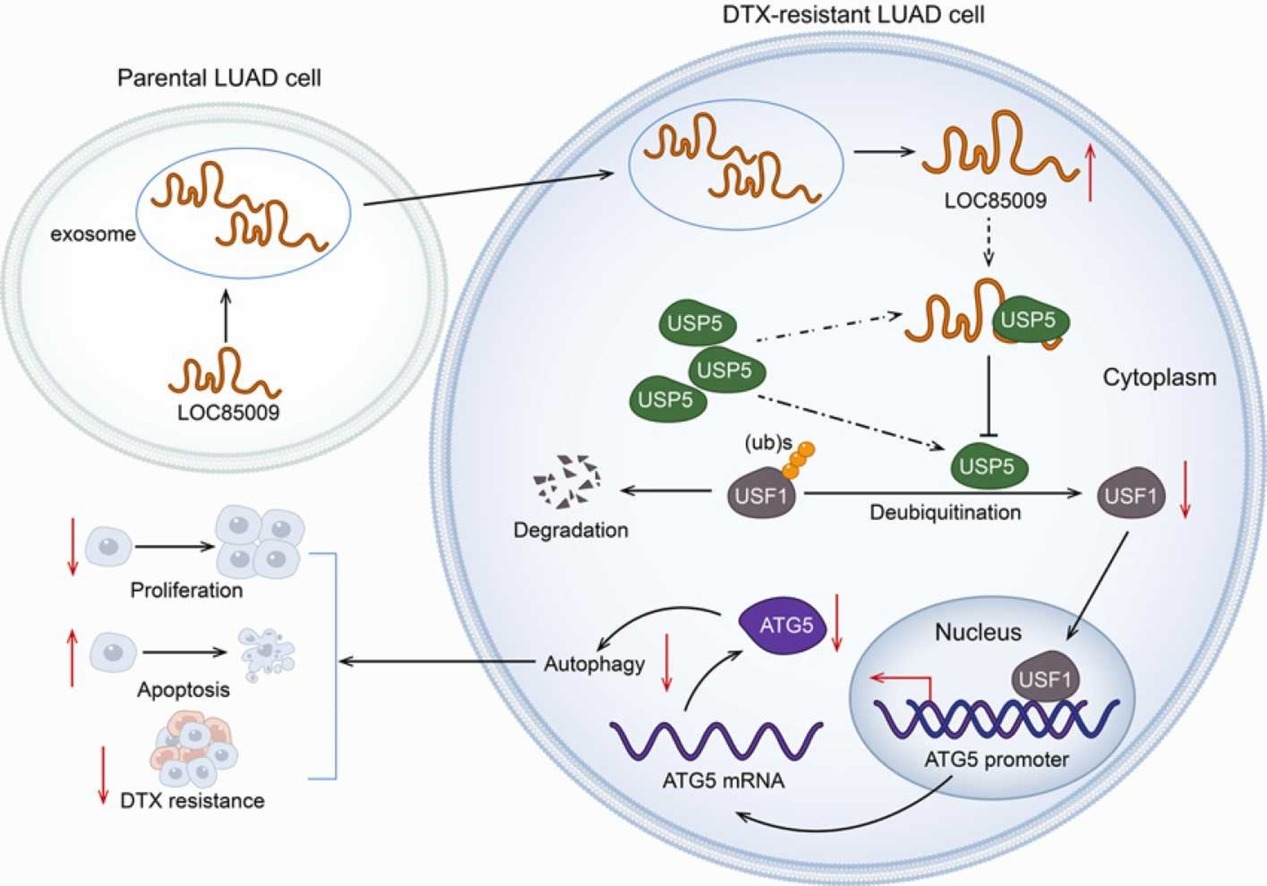 DTX-resistant LUAD cell
Parental LUAD cell
exosome
LOC85009
LOC85009
USP5
USP5
USP5
USP5
Cytoplasm
(ub)s
USF1
USP5
USF1
Degradation
Deubiquitination
Proliferation
Apoptosis
DTX resistance
Autophagy
ATG5
ATG5 mRNA
Nucleus
USF1
ATG5 promoter